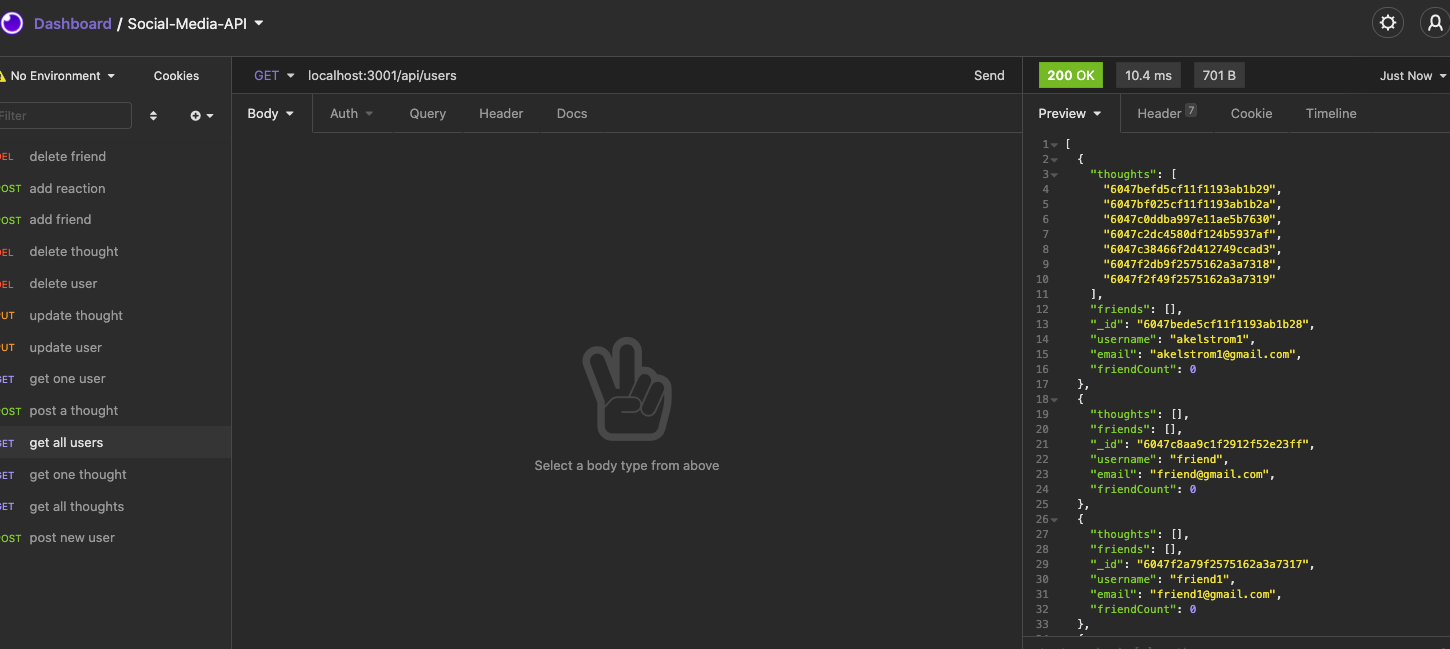 Dashboard / Social-Media-API
No Environment
Cookies
GET localhost:3001/api/users
Send
200 OK
10.4 ms
701 B
Just Now
Filter
Body
Auth
Query
Header
Docs
Preview
Header 7
Cookie
Timeline
EL delete friend
OST add reaction
OST add friend
EL delete thought
EL delete user
UT update thought
UT update user
ET get one user
OST post a thought
ET get all users
ET get one thought
ET get all thoughts
OST post new user
Select a body type from above
1 [
2 {
3 "thoughts": [
4 "6047befd5cf11f1193ab1b29",
5 "6047bf025cf11f1193ab1b2a",
6 "6047c0ddba997e11ae5b7630",
7 "6047c2dc4580df124b5937af",
8 "6047c38466f2d412749ccad3",
9 "6047f2db9f2575162a3a7318",
10 "6047f2f49f2575162a3a7319"
11 ],
12 "friends": [],
13 "_id": "6047bede5cf11f1193ab1b28",
14 "username": "akelstrom1",
15 "email": "akelstrom1@gmail.com",
16 "friendCount": 0
17 },
18 {
19 "thoughts": [],
20 "friends": [],
21 "_id": "6047c8aa9c1f2912f52e23ff",
22 "username": "friend",
23 "email": "friend@gmail.com",
24 "friendCount": 0
25 },
26 {
27 "thoughts": [],
28 "friends": [],
29 "_id": "6047f2a79f2575162a3a7317",
30 "username": "friend1",
31 "email": "friend1@gmail.com",
32 "friendCount": 0
33 },